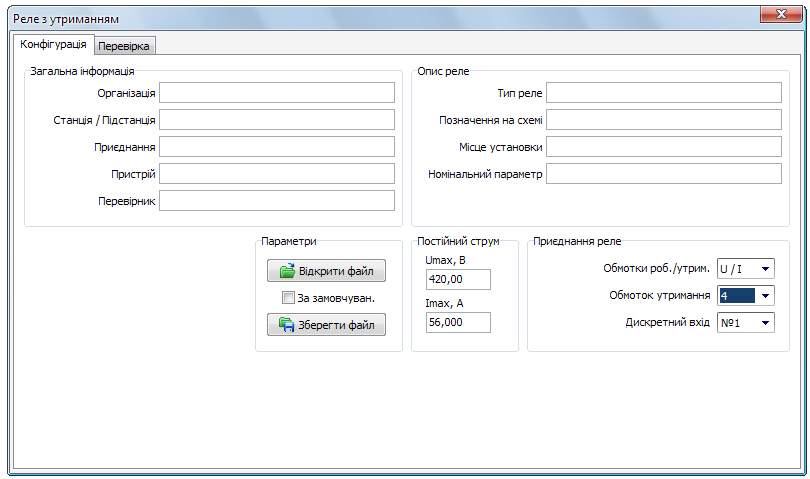 Реле з утриманням
Конфігурація
Перевірка
Загальна інформація
Організація
Станція / Підстанція
Приєднання
Пристрій
Перевірник
Опис реле
Тип реле
Позначення на схемі
Місце установки
Номінальний параметр
Параметри
Відкрити файл
За замовчуван.
Зберегти файл
Постійний струм
Umax, В
420,00
Imax, А
56,000
Приєднання реле
Обмотки роб./утрим. U / I
Обмоток утримання 4
Дискретний вхід №1